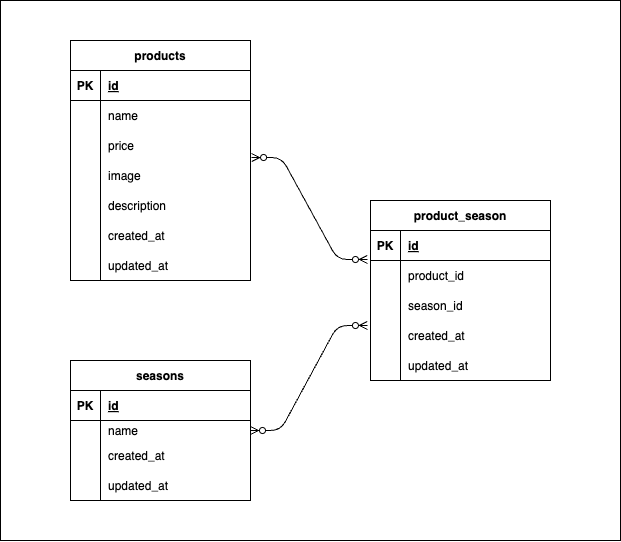 products
PK id
name
price
image
description
created_at
updated_at
product_season
PK id
product_id
season_id
created_at
updated_at
seasons
PK id
name
created_at
updated_at